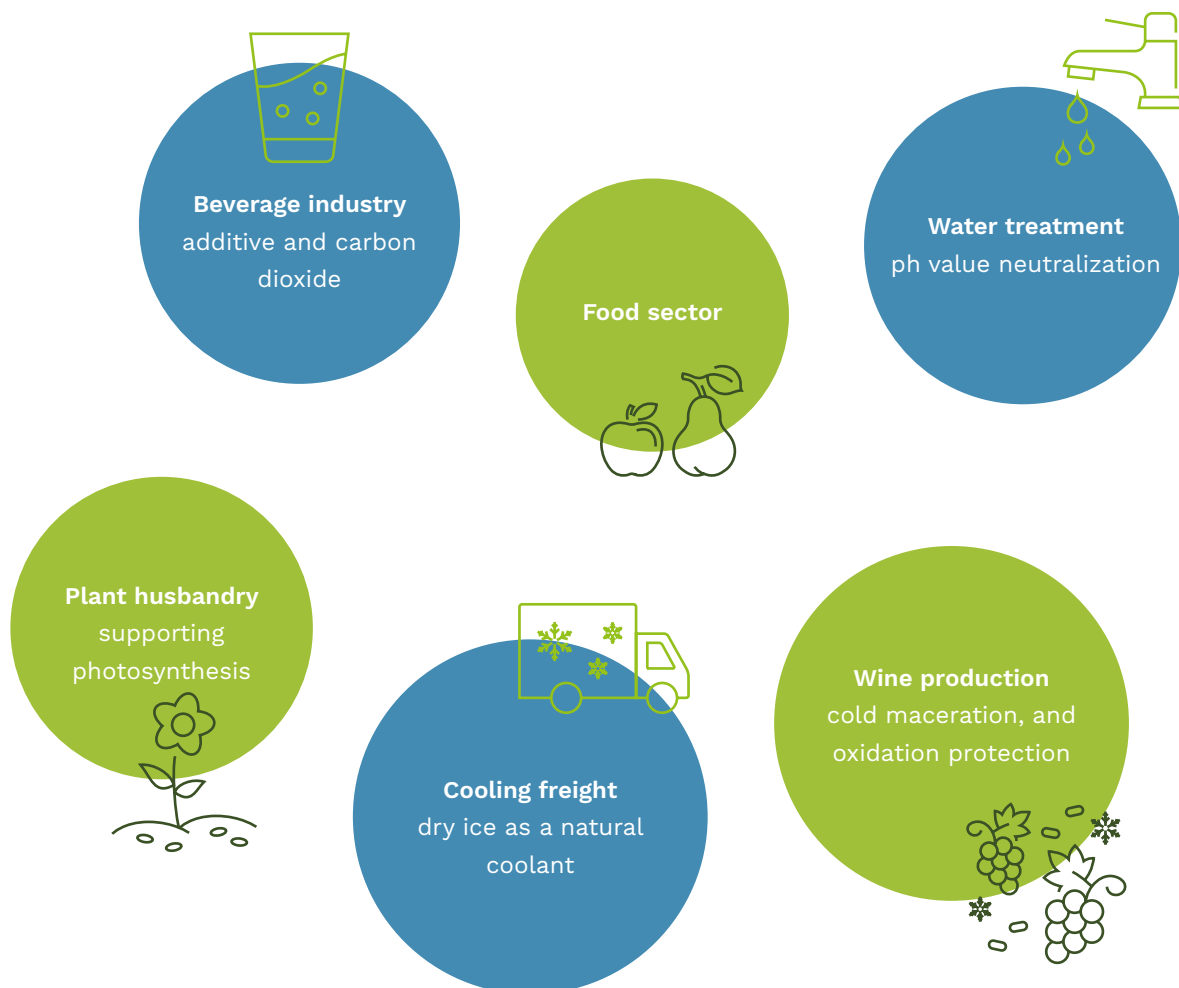 Beverage industry
additive and carbon
dioxide
Food sector
Water treatment
ph value neutralization
Plant husbandry
supporting
photosynthesis
Cooling freight
dry ice as a natural
coolant
Wine production
cold maceration, and
oxidation protection